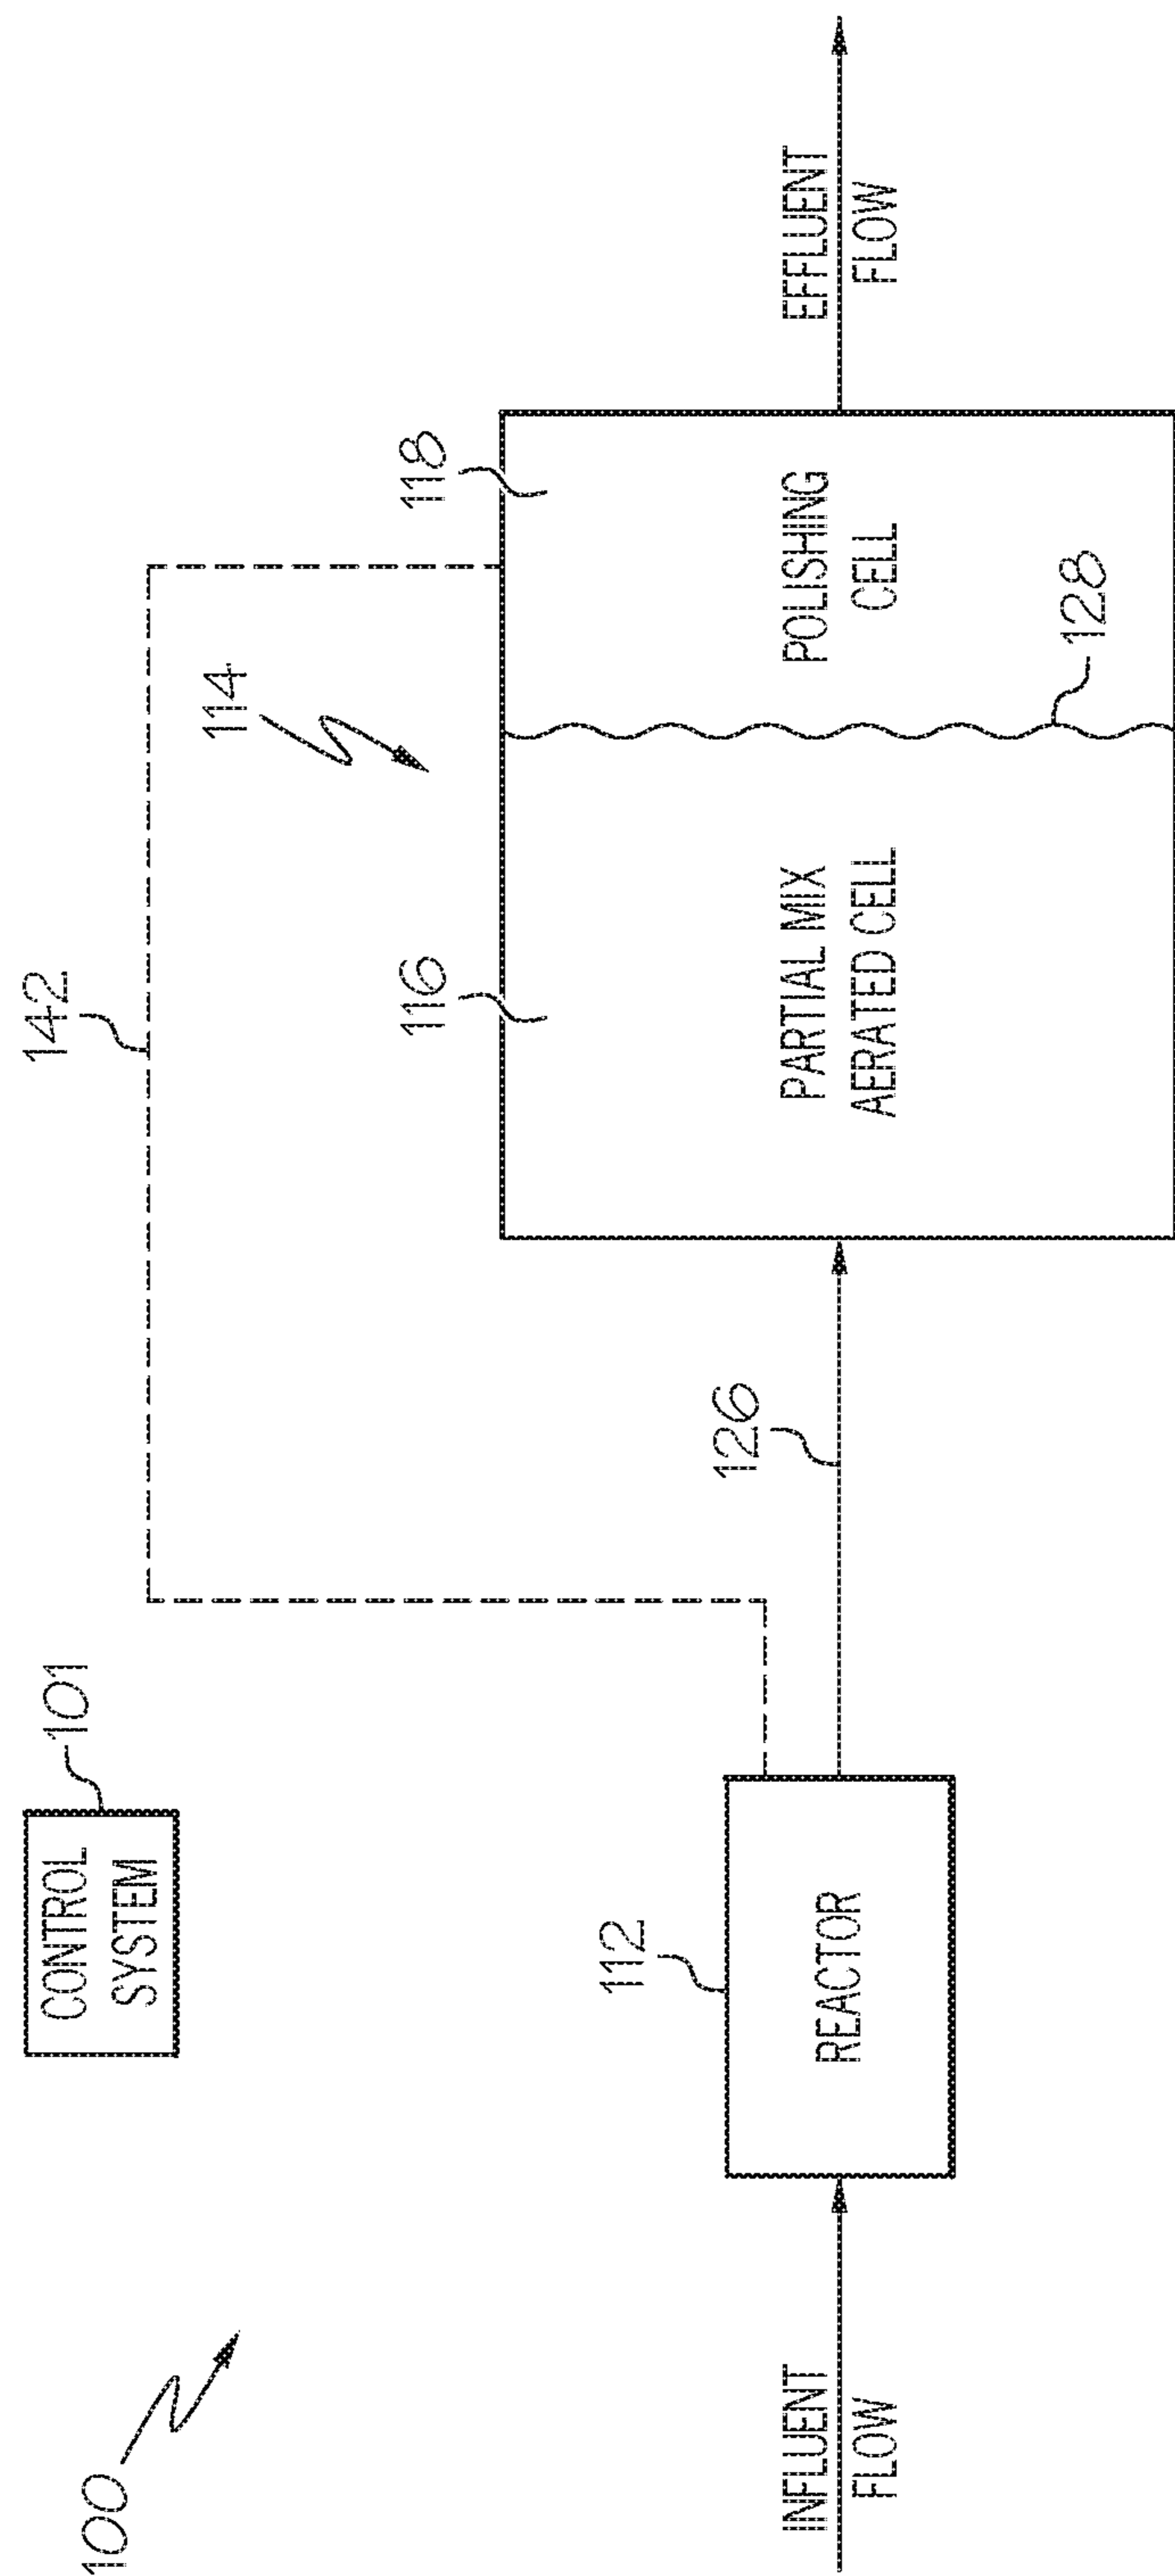 100
CONTROL
SYSTEM
101
142
114
116
118
112
126
128
INFLUENT
FLOW
REACTOR
PARTIAL MIX
AERATED CELL
POLISHING
CELL
EFFLUENT
FLOW